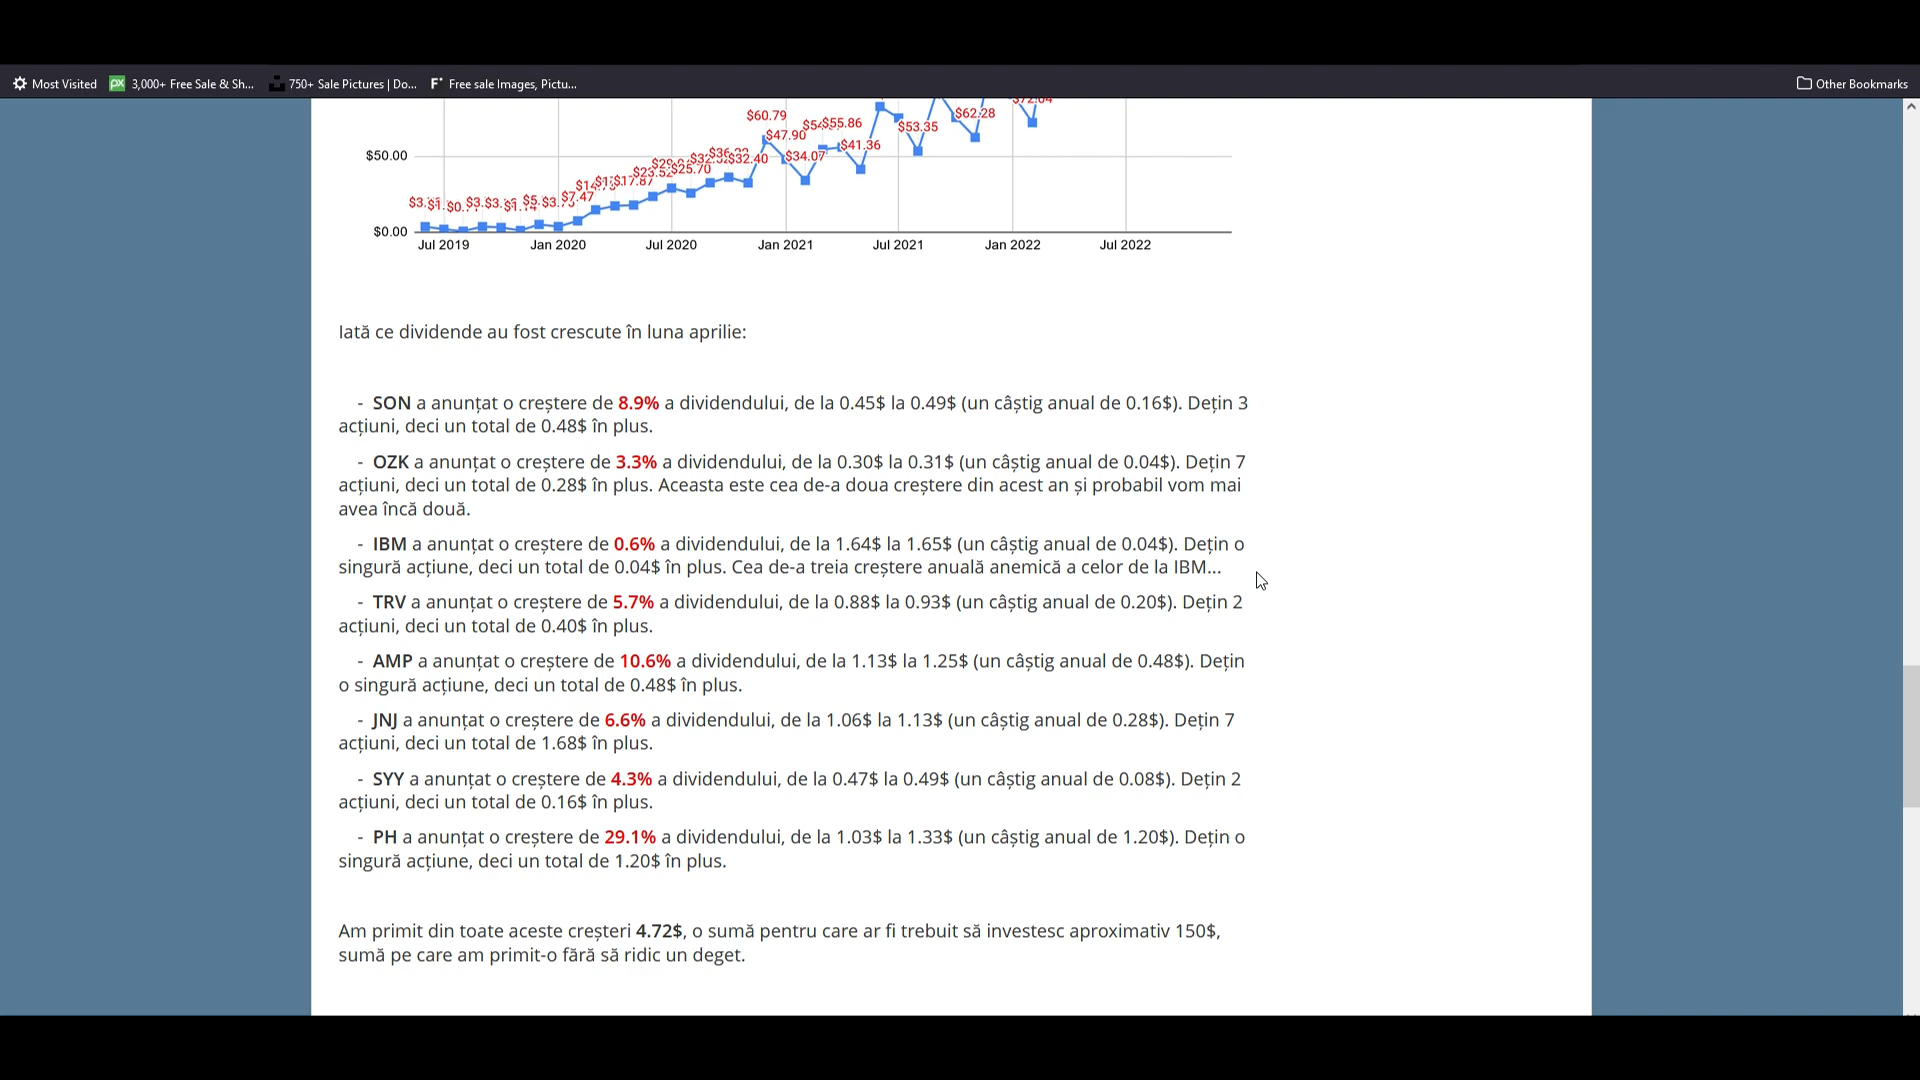 Most Visited 3,000+ Free Sale & Sh... 750+ Sale Pictures | Do... F Free sale Images, Pictu... Other Bookmarks
$60.79 $47.90 $34.07 $55.86 $41.36 $53.35 $62.28 $72.04
$50.00 $7.47 $17.87 $23.52 $25.70 $32.40
$0.00
Jul 2019 Jan 2020 Jul 2020 Jan 2021 Jul 2021 Jan 2022 Jul 2022
Iată ce dividende au fost crescute în luna aprilie:
- SON a anunțat o creștere de 8.9% a dividendului, de la 0.45$ la 0.49$ (un câștig anual de 0.16$). Dețin 3
acțiuni, deci un total de 0.48$ în plus.
- OZK a anunțat o creștere de 3.3% a dividendului, de la 0.30$ la 0.31$ (un câștig anual de 0.04$). Dețin 7
acțiuni, deci un total de 0.28$ în plus. Aceasta este cea de-a doua creștere din acest an și probabil vom mai
avea încă două.
- IBM a anunțat o creștere de 0.6% a dividendului, de la 1.64$ la 1.65$ (un câștig anual de 0.04$). Dețin o
singură acțiune, deci un total de 0.04$ în plus. Cea de-a treia creștere anuală anemică a celor de la IBM...
- TRV a anunțat o creștere de 5.7% a dividendului, de la 0.88$ la 0.93$ (un câștig anual de 0.20$). Dețin 2
acțiuni, deci un total de 0.40$ în plus.
- AMP a anunțat o creștere de 10.6% a dividendului, de la 1.13$ la 1.25$ (un câștig anual de 0.48$). Dețin
o singură acțiune, deci un total de 0.48$ în plus.
- JNJ a anunțat o creștere de 6.6% a dividendului, de la 1.06$ la 1.13$ (un câștig anual de 0.28$). Dețin 7
acțiuni, deci un total de 1.68$ în plus.
- SYY a anunțat o creștere de 4.3% a dividendului, de la 0.47$ la 0.49$ (un câștig anual de 0.08$). Dețin 2
acțiuni, deci un total de 0.16$ în plus.
- PH a anunțat o creștere de 29.1% a dividendului, de la 1.03$ la 1.33$ (un câștig anual de 1.20$). Dețin o
singură acțiune, deci un total de 1.20$ în plus.
Am primit din toate aceste creșteri 4.72$, o sumă pentru care ar fi trebuit să investesc aproximativ 150$,
sumă pe care am primit-o fără să ridic un deget.